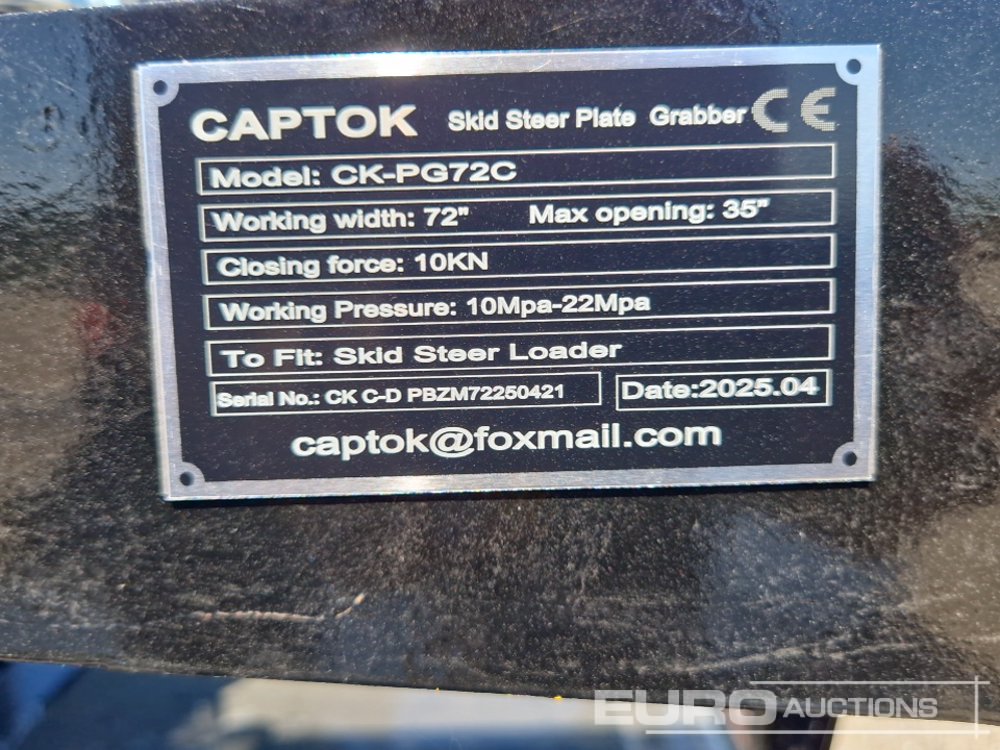 CAPTOK Skid Steer Plate Grabber CE
Model: CK-PG72C
Working width: 72" Max opening: 35"
Closing force: 10KN
Working Pressure: 10Mpa-22Mpa
To Fit: Skid Steer Loader
Serial No.: CK C-D PBZM72250421 Date:2025.04
captok@foxmail.com
EURO AUCTIONS